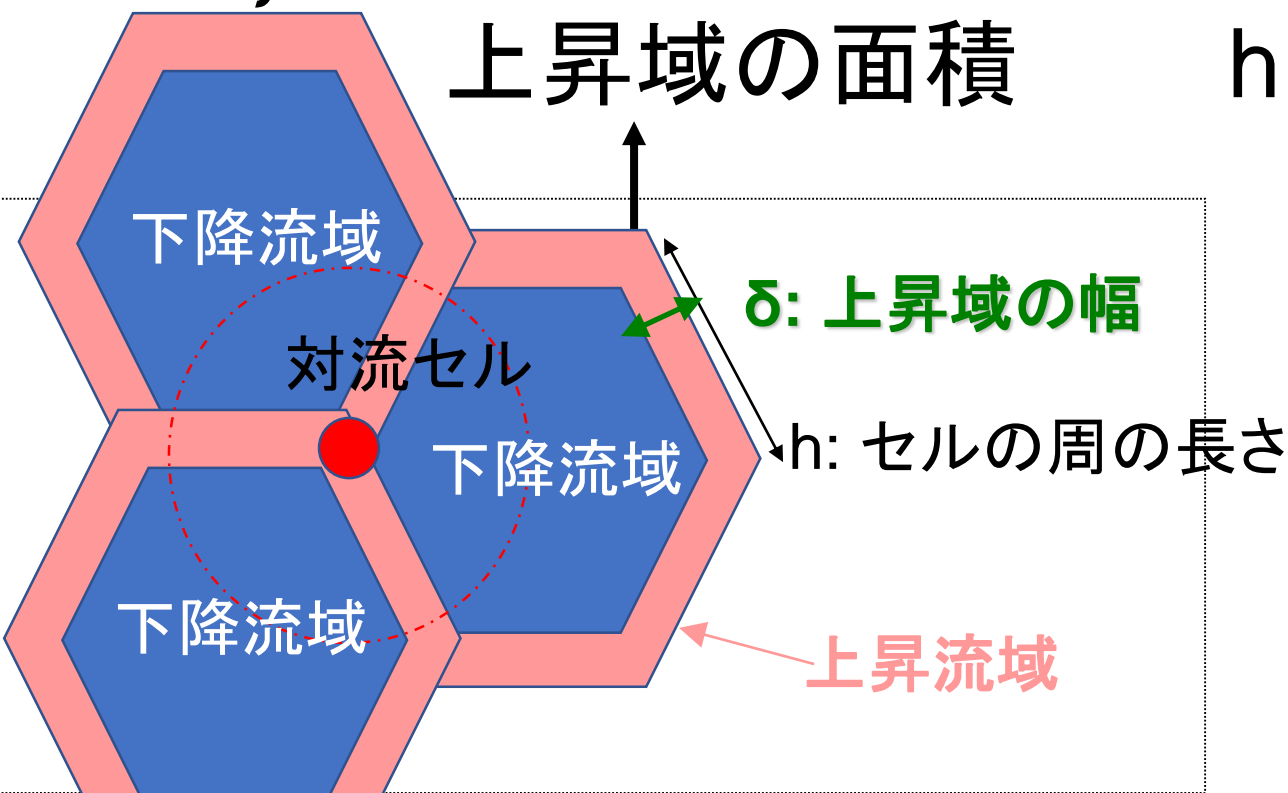 上昇域の面積 h
下降流域
δ: 上昇域の幅
対流セル
h: セルの周の長さ
下降流域
下降流域
上昇流域